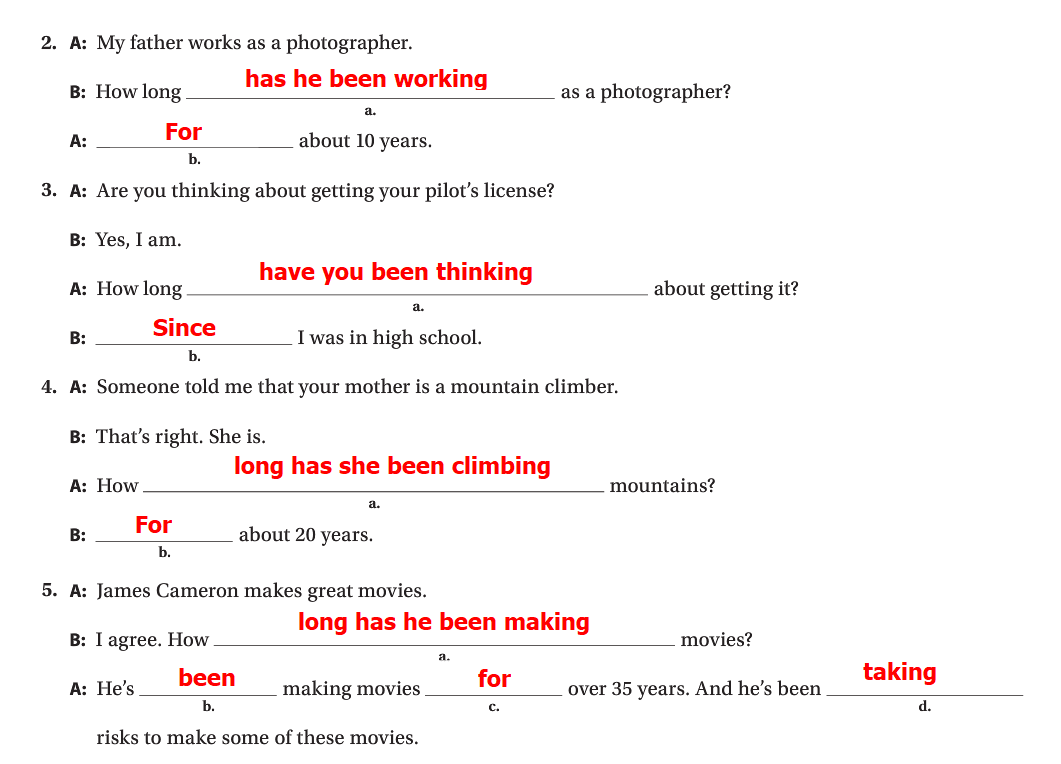 2. A: My father works as a photographer.
B: How long has he been working as a photographer?
a.
A: For about 10 years.
b.
3. A: Are you thinking about getting your pilot’s license?
B: Yes, I am.
A: How long have you been thinking about getting it?
a.
B: Since I was in high school.
b.
4. A: Someone told me that your mother is a mountain climber.
B: That’s right. She is.
A: How long has she been climbing mountains?
a.
B: For about 20 years.
b.
5. A: James Cameron makes great movies.
B: I agree. How long has he been making movies?
a.
A: He’s been making movies for over 35 years. And he’s been taking
b. c. d.
risks to make some of these movies.